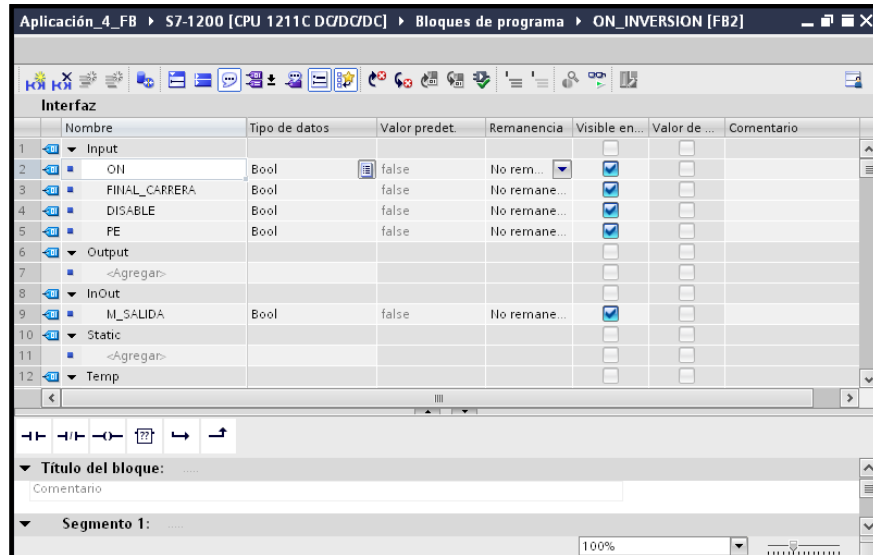 Aplicación_4_FB ▸ S7-1200 [CPU 1211C DC/DC/DC] ▸ Bloques de programa ▸ ON_INVERSION [FB2]
Interfaz
Nombre Tipo de datos Valor predet. Remanencia Visible en... Valor de ... Comentario
1 Input
2 ON Bool false No rem...
3 FINAL_CARRERA Bool false No remane...
4 DISABLE Bool false No remane...
5 PE Bool false No remane...
6 Output
7 <Agregar>
8 InOut
9 M_SALIDA Bool false No remane...
10 Static
11 <Agregar>
12 Temp
??
Título del bloque: .....
Comentario
Segmento 1: .....
100%